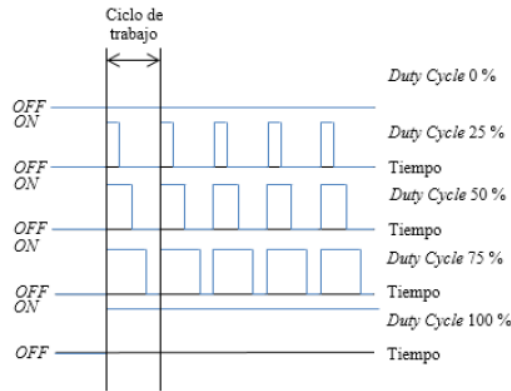 Ciclo de
trabajo
Duty Cycle 0 %
OFF
ON
Duty Cycle 25 %
OFF
Tiempo
ON
Duty Cycle 50 %
OFF
Tiempo
ON
Duty Cycle 75 %
OFF
Tiempo
ON
Duty Cycle 100 %
OFF
Tiempo